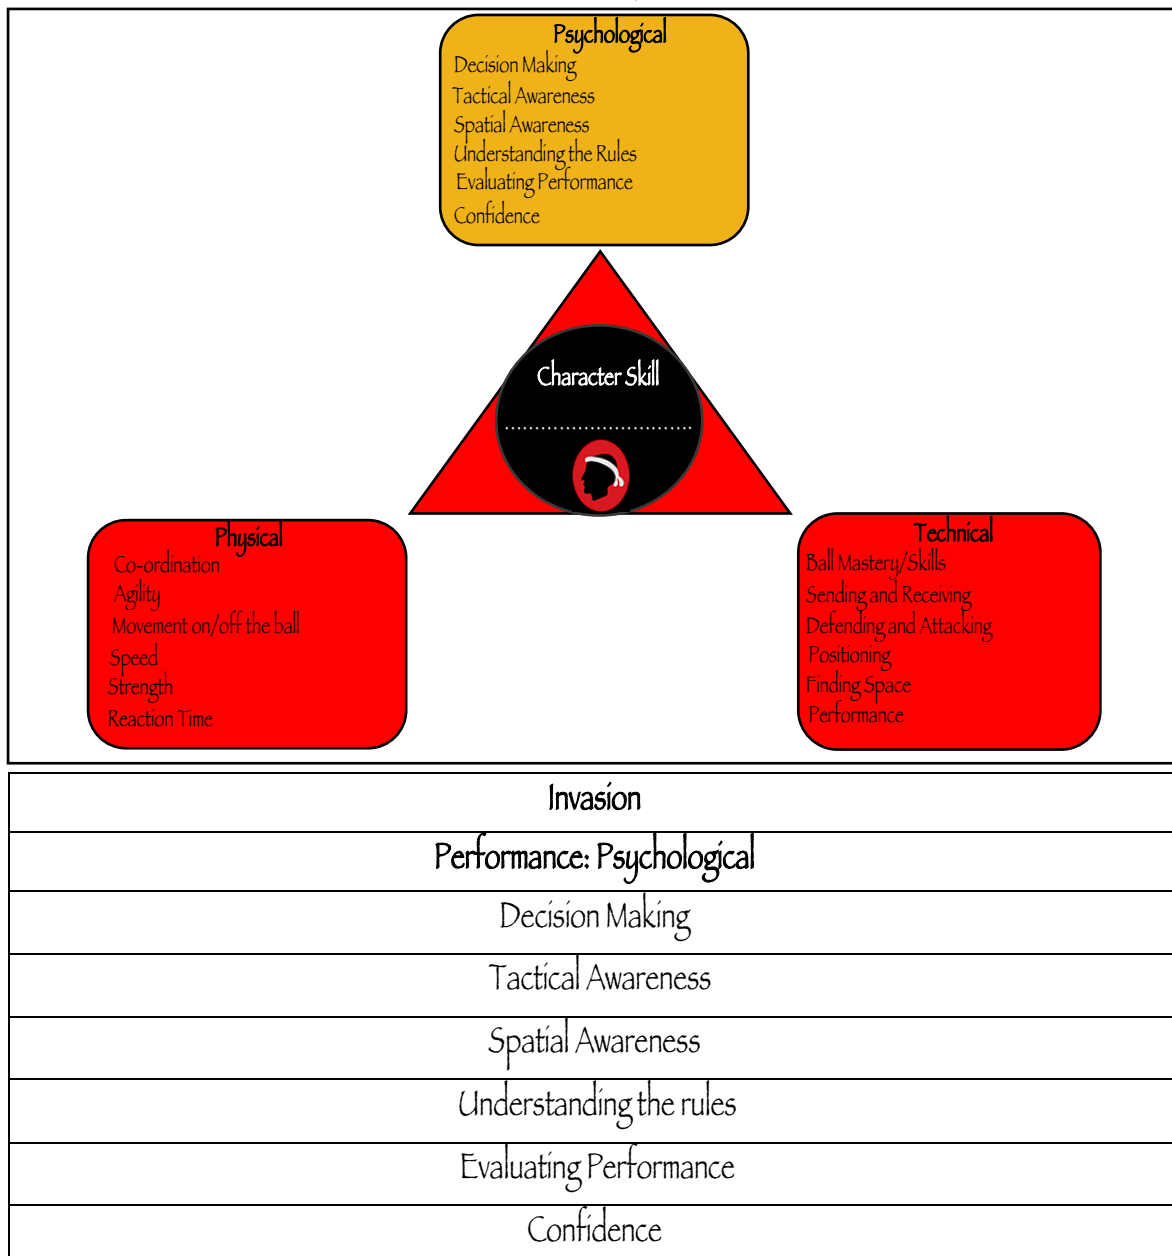 Psychological
Decision Making
Tactical Awareness
Spatial Awareness
Understanding the Rules
Evaluating Performance
Confidence
Character Skill
................................
Physical
Co-ordination
Agility
Movement on/off the ball
Speed
Strength
Reaction Time
Technical
Ball Mastery/Skills
Sending and Receiving
Defending and Attacking
Positioning
Finding Space
Performance
Invasion
Performance: Psychological
Decision Making
Tactical Awareness
Spatial Awareness
Understanding the rules
Evaluating Performance
Confidence